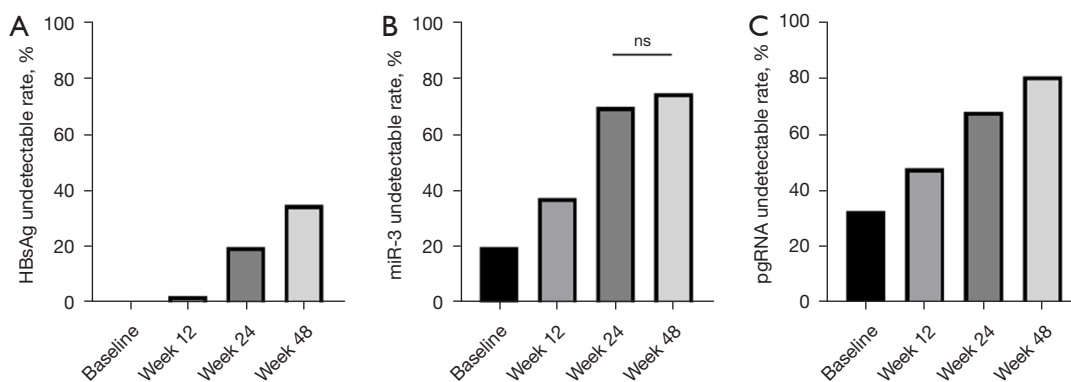 A
HBsAg undetectable rate, %
100
80
60
40
20
0
Baseline
Week 12
Week 24
Week 48
B
miR-3 undetectable rate, %
100
80
60
40
20
0
ns
Baseline
Week 12
Week 24
Week 48
C
pgRNA undetectable rate, %
100
80
60
40
20
0
Baseline
Week 12
Week 24
Week 48